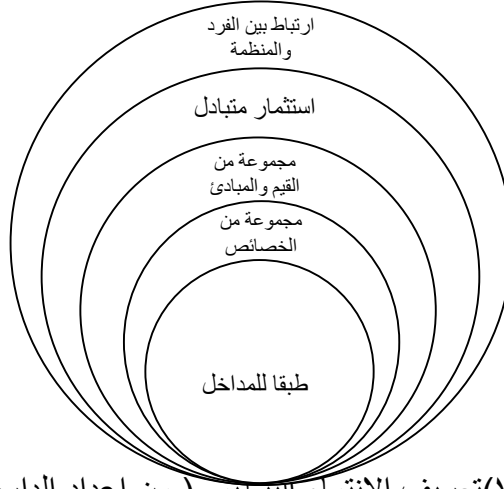 ارتباط بين الفرد
والمنظمة
استثمار متبادل
مجموعة من
القيم والمبادئ
مجموعة من
الخصائص
طبقا للمداخل